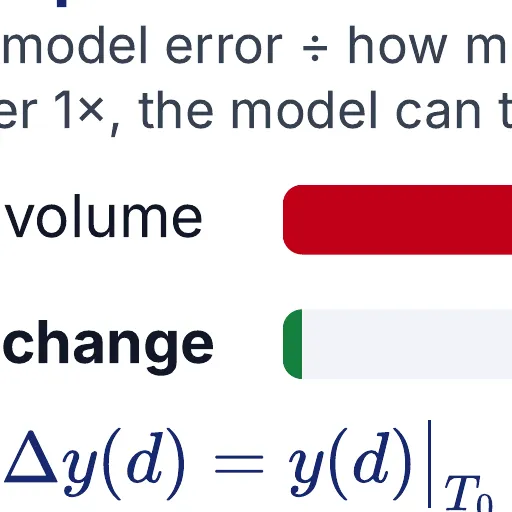 model error ÷ how m
er 1×, the model can t
volume
change
Δy(d) = y(d)|T₀